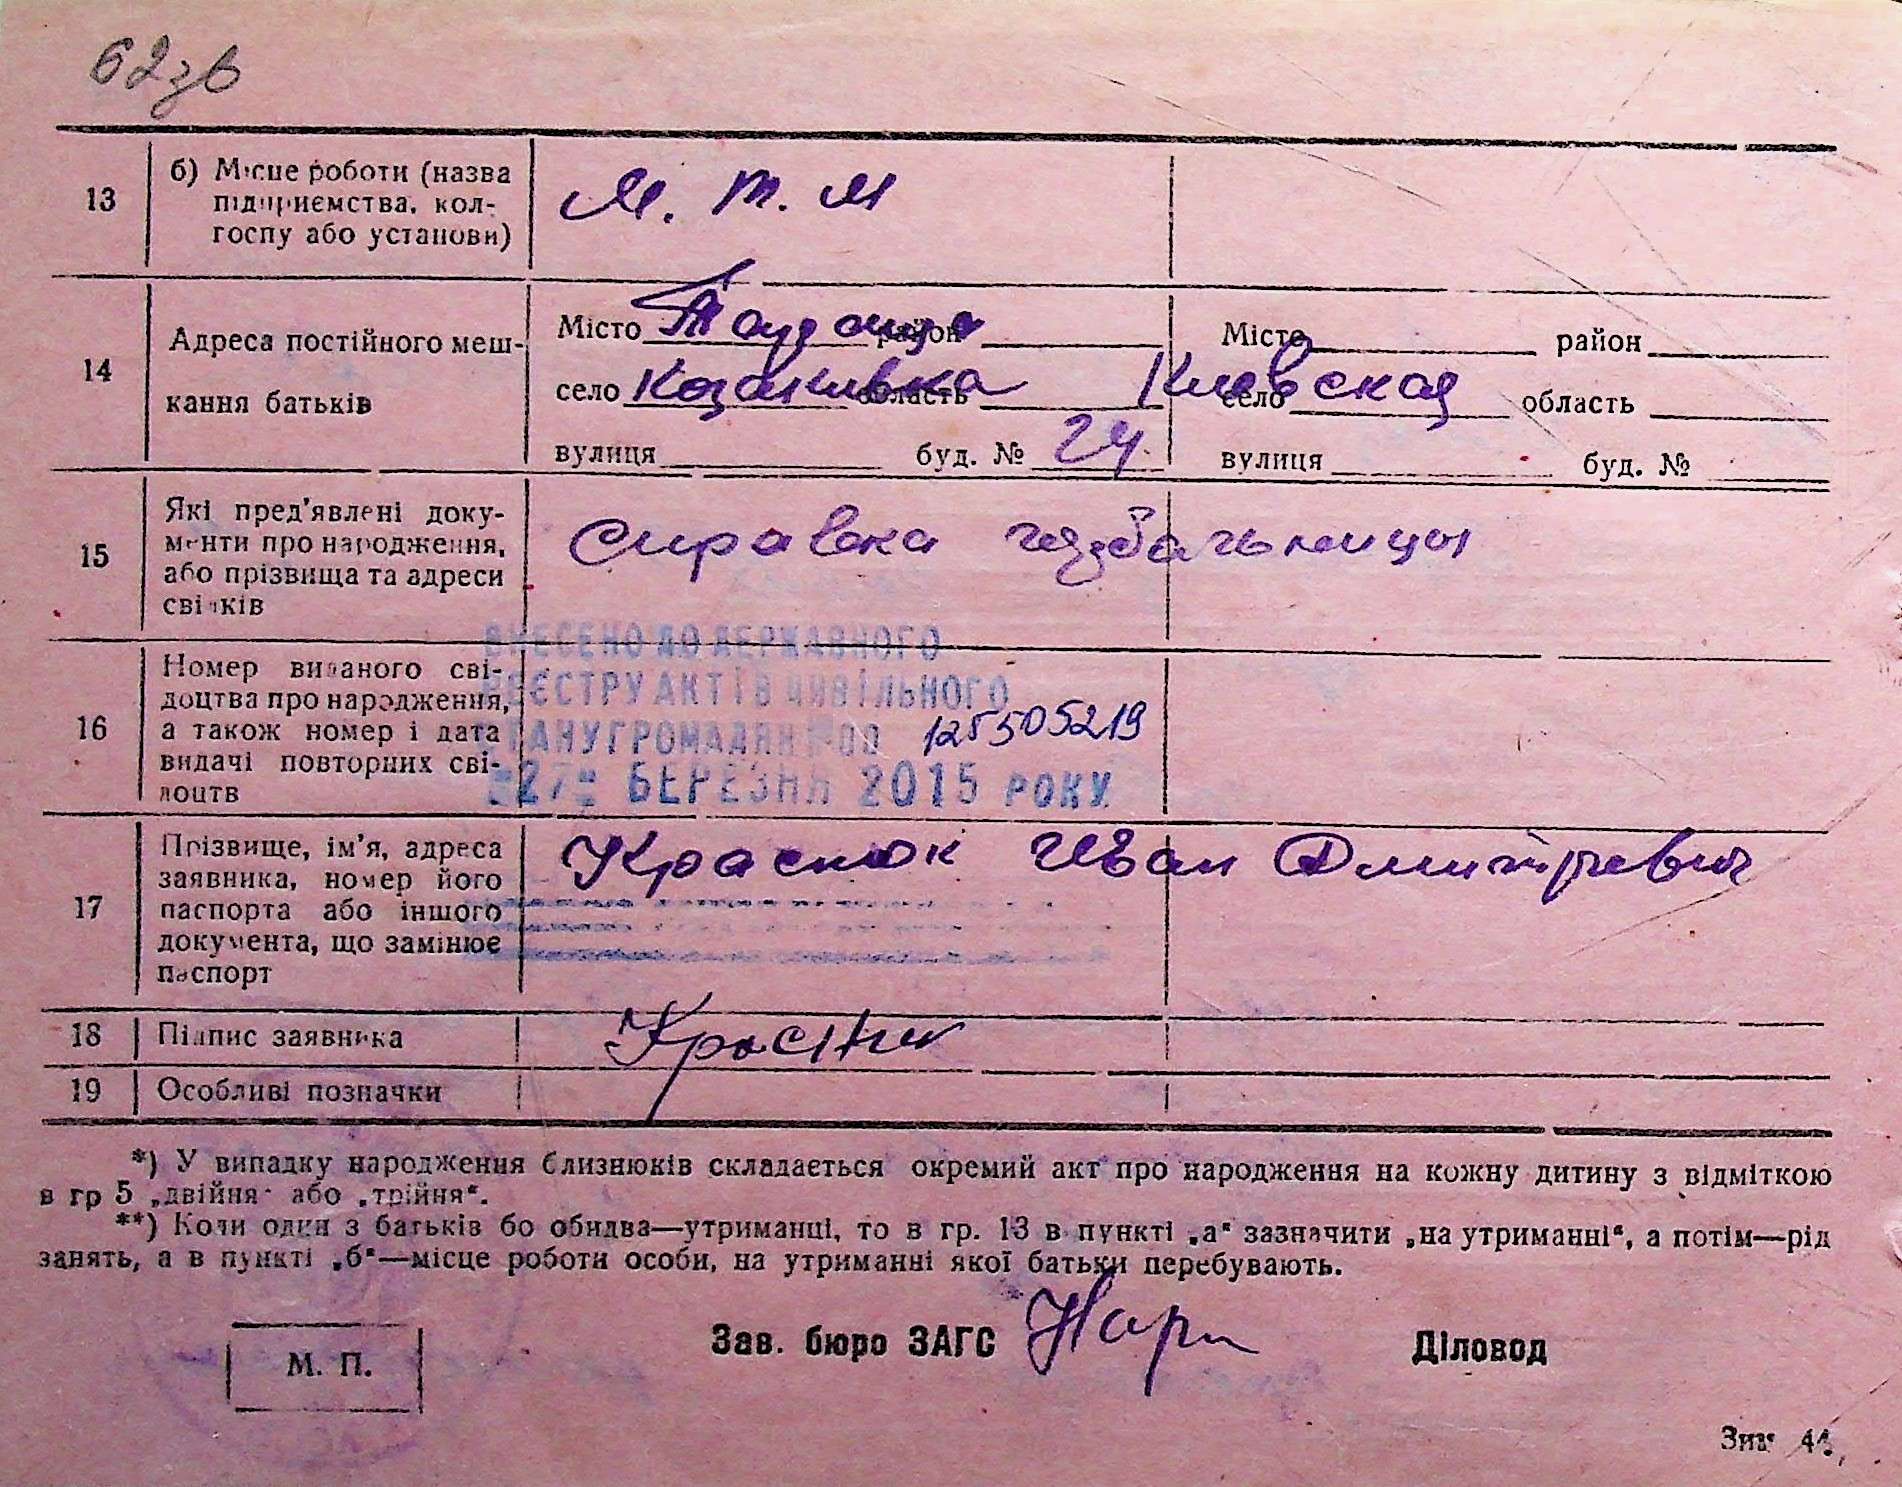 62зв
13
б) Місце роботи (назва
підприємства, кол-
госпу або установи)
М. т. м
14
Адреса постійного меш-
кання батьків
Місто район
село Козакивка область Киевская
вулиця буд. № 24
Місто район
село область
вулиця буд. №
15
Які пред'явлені доку-
менти про народження,
або прізвища та адреси
свідків
Справка из больницы
16
Номер виданого сві-
доцтва про народження,
а також номер і дата
видачі повторних сві-
доцтв
ВНЕСЕНО ДО ДЕРЖАВНОГО
РЕЄСТРУ АКТІВ ЦИВІЛЬНОГО
СТАНУ ГРОМАДЯН 125505219
"27" БЕРЕЗНЯ 2015 РОКУ
17
Прізвище, ім'я, адреса
заявника, номер його
паспорта або іншого
документа, що замінює
паспорт
Краснюк Иван Дмитриевич
18
Підпис заявника
19
Особливі позначки
*) У випадку народження близнюків складається окремий акт про народження на кожну дитину з відміткою
в гр 5 „двійня" або „трійня".
**) Коли один з батьків бо обидва—утриманці, то в гр. 13 в пункті „а" зазначити „на утриманні", а потім—рід
занять, а в пункті „б"—місце роботи особи, на утриманні якої батьки перебувають.
М. П.
Зав. бюро ЗАГС
Діловод